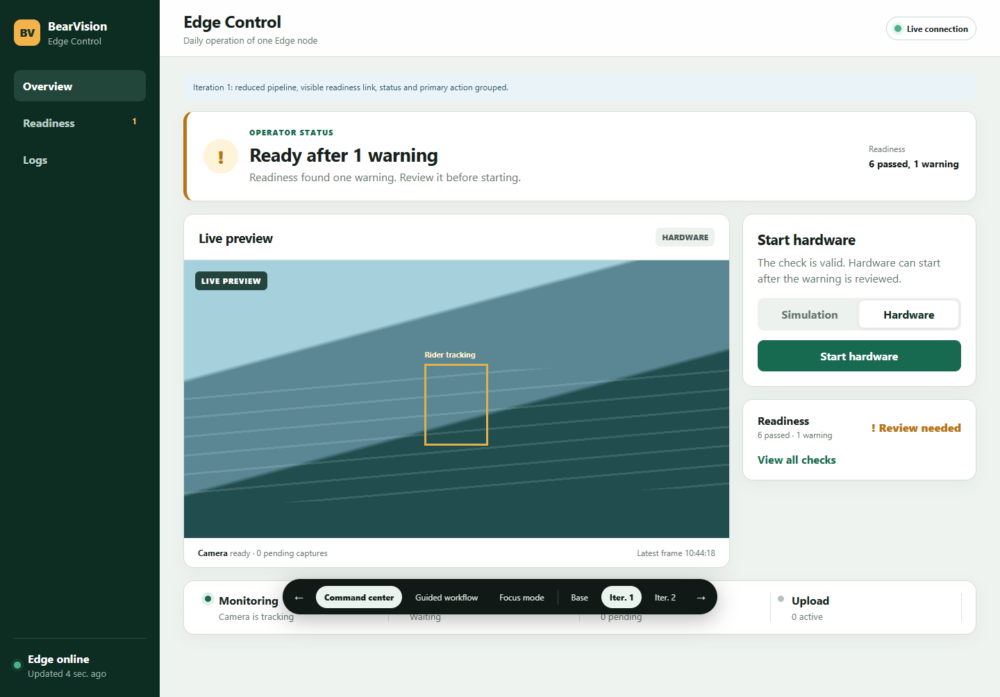 BV
BearVision
Edge Control
Overview
Readiness 1
Logs
Edge online
Updated 4 sec. ago
Edge Control
Daily operation of one Edge node
Live connection
Iteration 1: reduced pipeline, visible readiness link, status and primary action grouped.
!
OPERATOR STATUS
Ready after 1 warning
Readiness found one warning. Review it before starting.
Readiness
6 passed, 1 warning
Live preview
HARDWARE
LIVE PREVIEW
Rider tracking
Camera ready · 0 pending captures
Latest frame 10:44:18
Start hardware
The check is valid. Hardware can start
after the warning is reviewed.
Simulation
Hardware
Start hardware
Readiness
6 passed · 1 warning
! Review needed
View all checks
Monitoring
Camera is tracking
Waiting
0 pending
Upload
0 active
← Command center Guided workflow Focus mode Base Iter. 1 Iter. 2 →